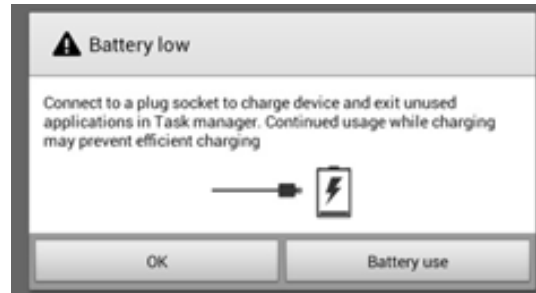 Battery low
Connect to a plug socket to charge device and exit unused
applications in Task manager. Continued usage while charging
may prevent efficient charging
OK
Battery use